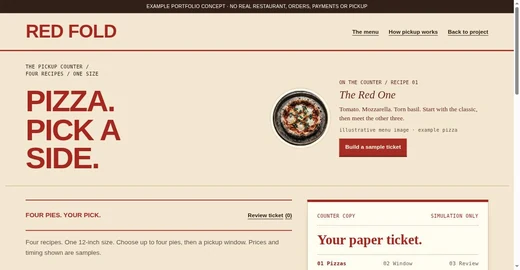 EXAMPLE PORTFOLIO CONCEPT · NO REAL RESTAURANT, ORDERS, PAYMENTS OR PICKUP
RED FOLD
The menu How pickup works Back to project
THE PICKUP COUNTER /
FOUR RECIPES / ONE SIZE
PIZZA.
PICK A
SIDE.
ON THE COUNTER / RECIPE 01
The Red One
Tomato. Mozzarella. Torn basil. Start with the classic,
then meet the other three.
illustrative menu image · example pizza
Build a sample ticket
FOUR PIES. YOUR PICK.
Review ticket (0)
Four recipes. One 12-inch size. Choose up to four pies, then a pickup window. Prices and
timing shown are samples.
COUNTER COPY SIMULATION ONLY
Your paper ticket.
01 Pizzas 02 Window 03 Review